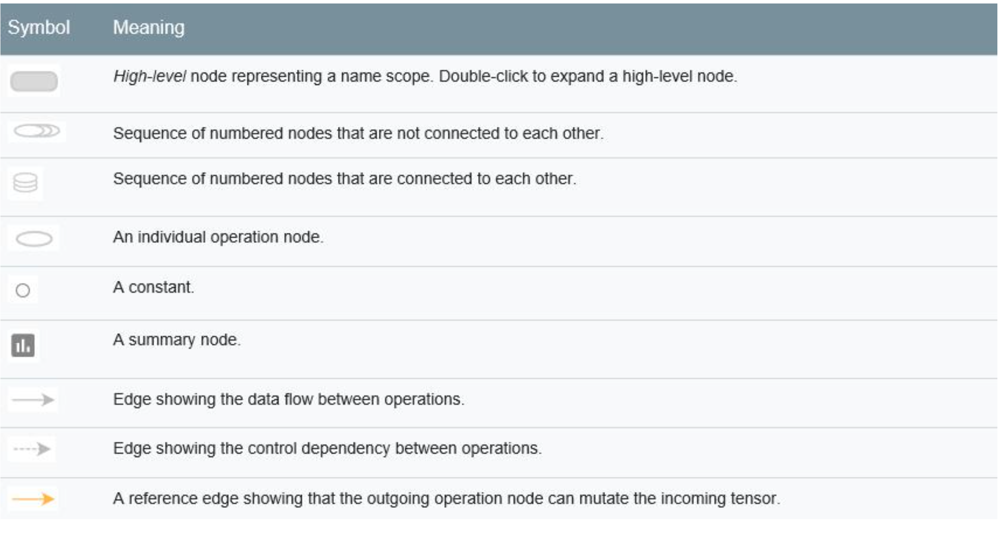 Symbol Meaning
High-level node representing a name scope. Double-click to expand a high-level node.
Sequence of numbered nodes that are not connected to each other.
Sequence of numbered nodes that are connected to each other.
An individual operation node.
A constant.
A summary node.
Edge showing the data flow between operations.
Edge showing the control dependency between operations.
A reference edge showing that the outgoing operation node can mutate the incoming tensor.